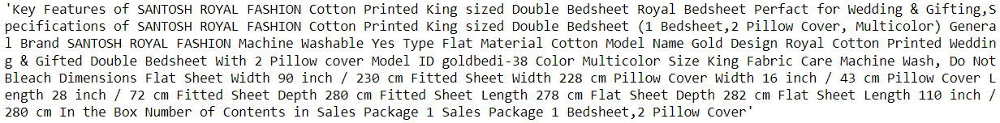 'Key Features of SANTOSH ROYAL FASHION Cotton Printed King sized Double Bedsheet Royal Bedsheet Perfact for Wedding & Gifting,S
pecifications of SANTOSH ROYAL FASHION Cotton Printed King sized Double Bedsheet (1 Bedsheet,2 Pillow Cover, Multicolor) Genera
l Brand SANTOSH ROYAL FASHION Machine Washable Yes Type Flat Material Cotton Model Name Gold Design Royal Cotton Printed Weddin
g & Gifted Double Bedsheet With 2 Pillow cover Model ID goldbedi-38 Color Multicolor Size King Fabric Care Machine Wash, Do Not
Bleach Dimensions Flat Sheet Width 90 inch / 230 cm Fitted Sheet Width 228 cm Pillow Cover Width 16 inch / 43 cm Pillow Cover L
ength 28 inch / 72 cm Fitted Sheet Depth 280 cm Fitted Sheet Length 278 cm Flat Sheet Depth 282 cm Flat Sheet Length 110 inch /
280 cm In the Box Number of Contents in Sales Package 1 Sales Package 1 Bedsheet,2 Pillow Cover'